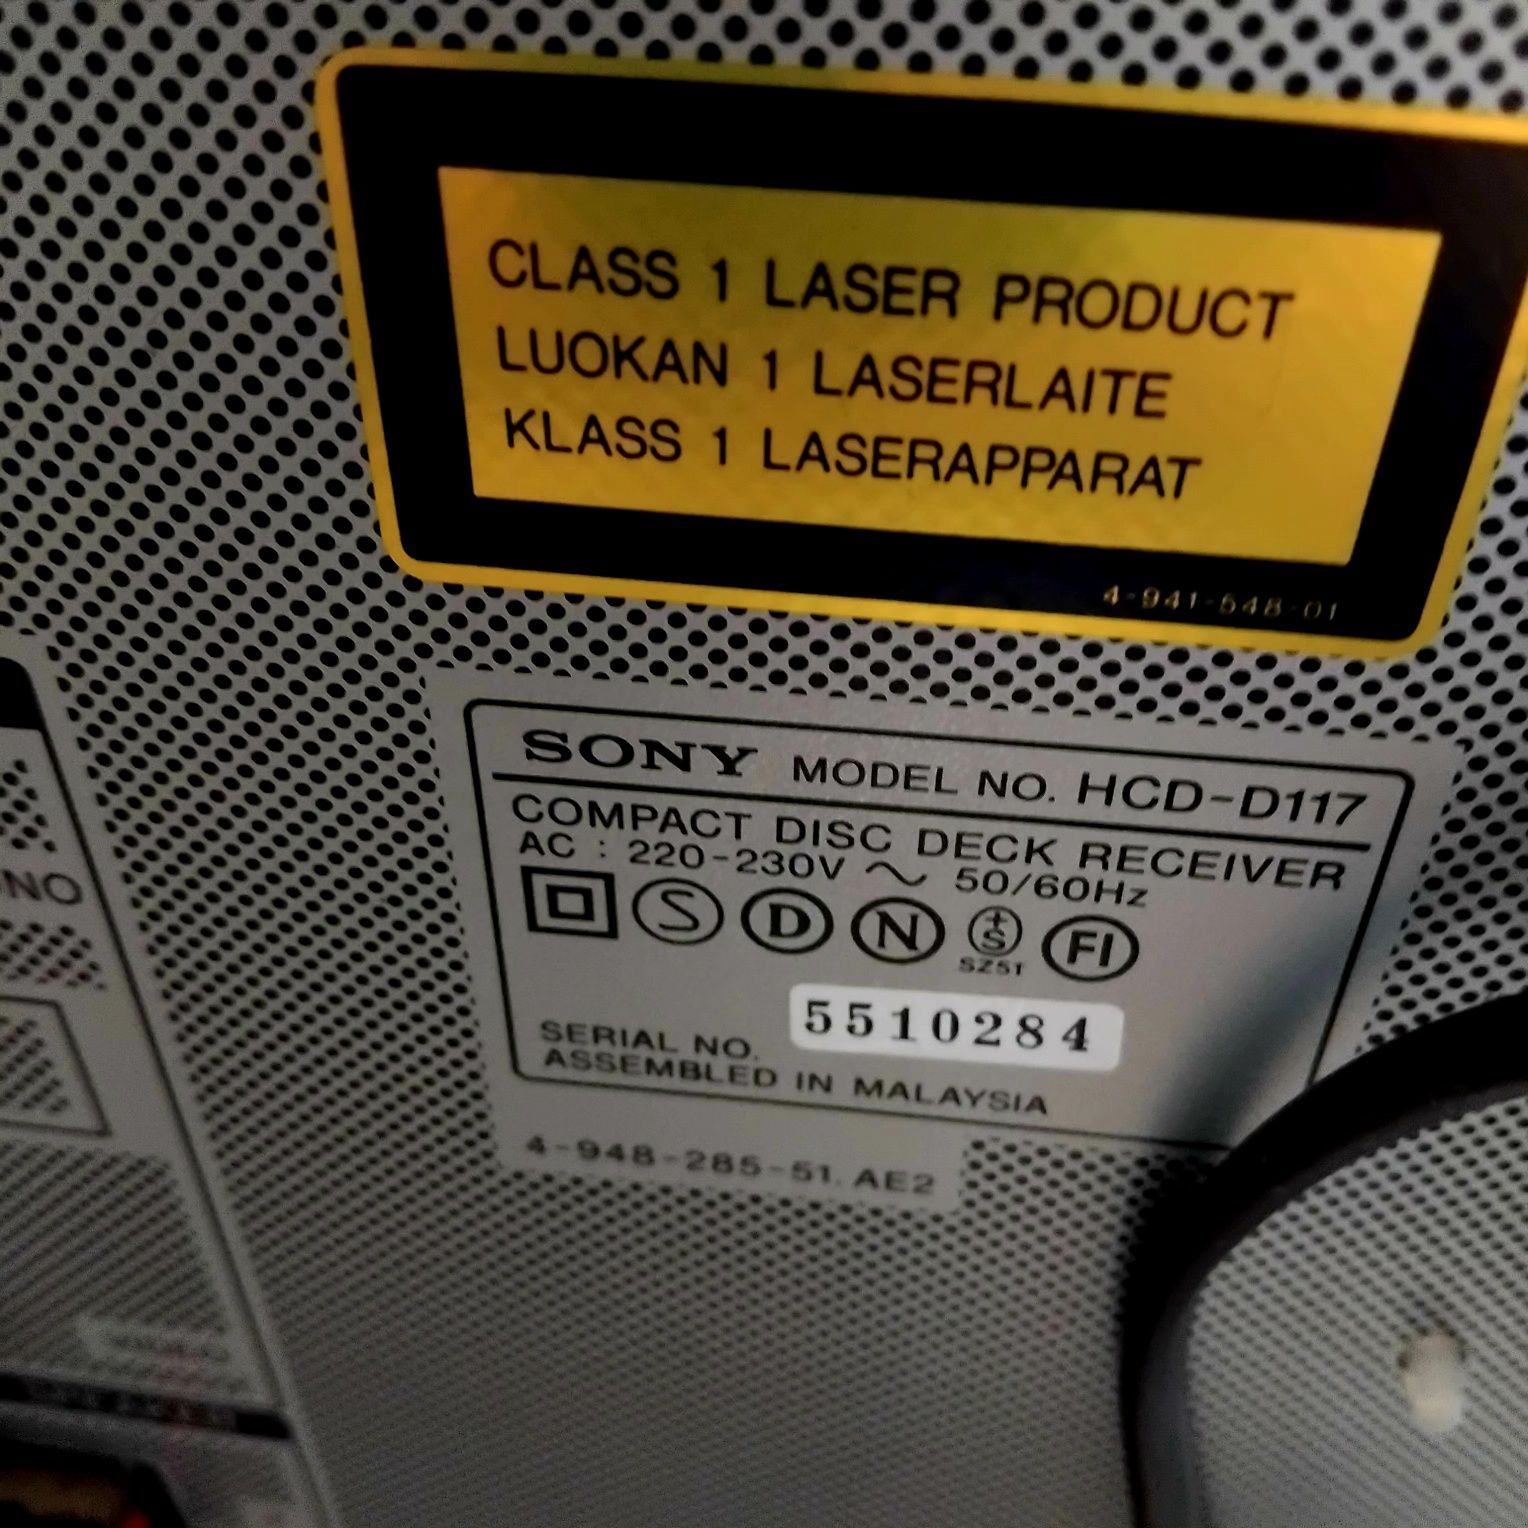 CLASS 1 LASER PRODUCT
LUOKAN 1 LASERLAITE
KLASS 1 LASERAPPARAT
4-941-548-01
SONY MODEL NO. HCD-D117
COMPACT DISC DECK RECEIVER
AC : 220-230V ~ 50/60Hz
S D N +S FI
SZ51
SERIAL NO. 5510284
ASSEMBLED IN MALAYSIA
4-948-285-51. AE2